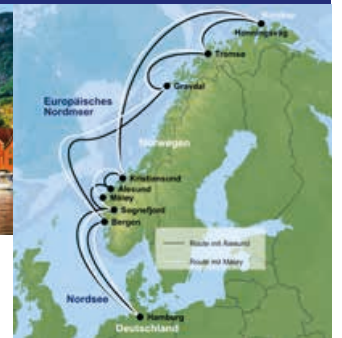 Nordkap
Honningsvåg
Tromsø
Gravdal
Europäisches
Nordmeer
Norwegen
Kristiansund
Ålesund
Måløy
Sognefjord
Bergen
Route mit Ålesund
Route mit Måløy
Nordsee
Hamburg
Deutschland